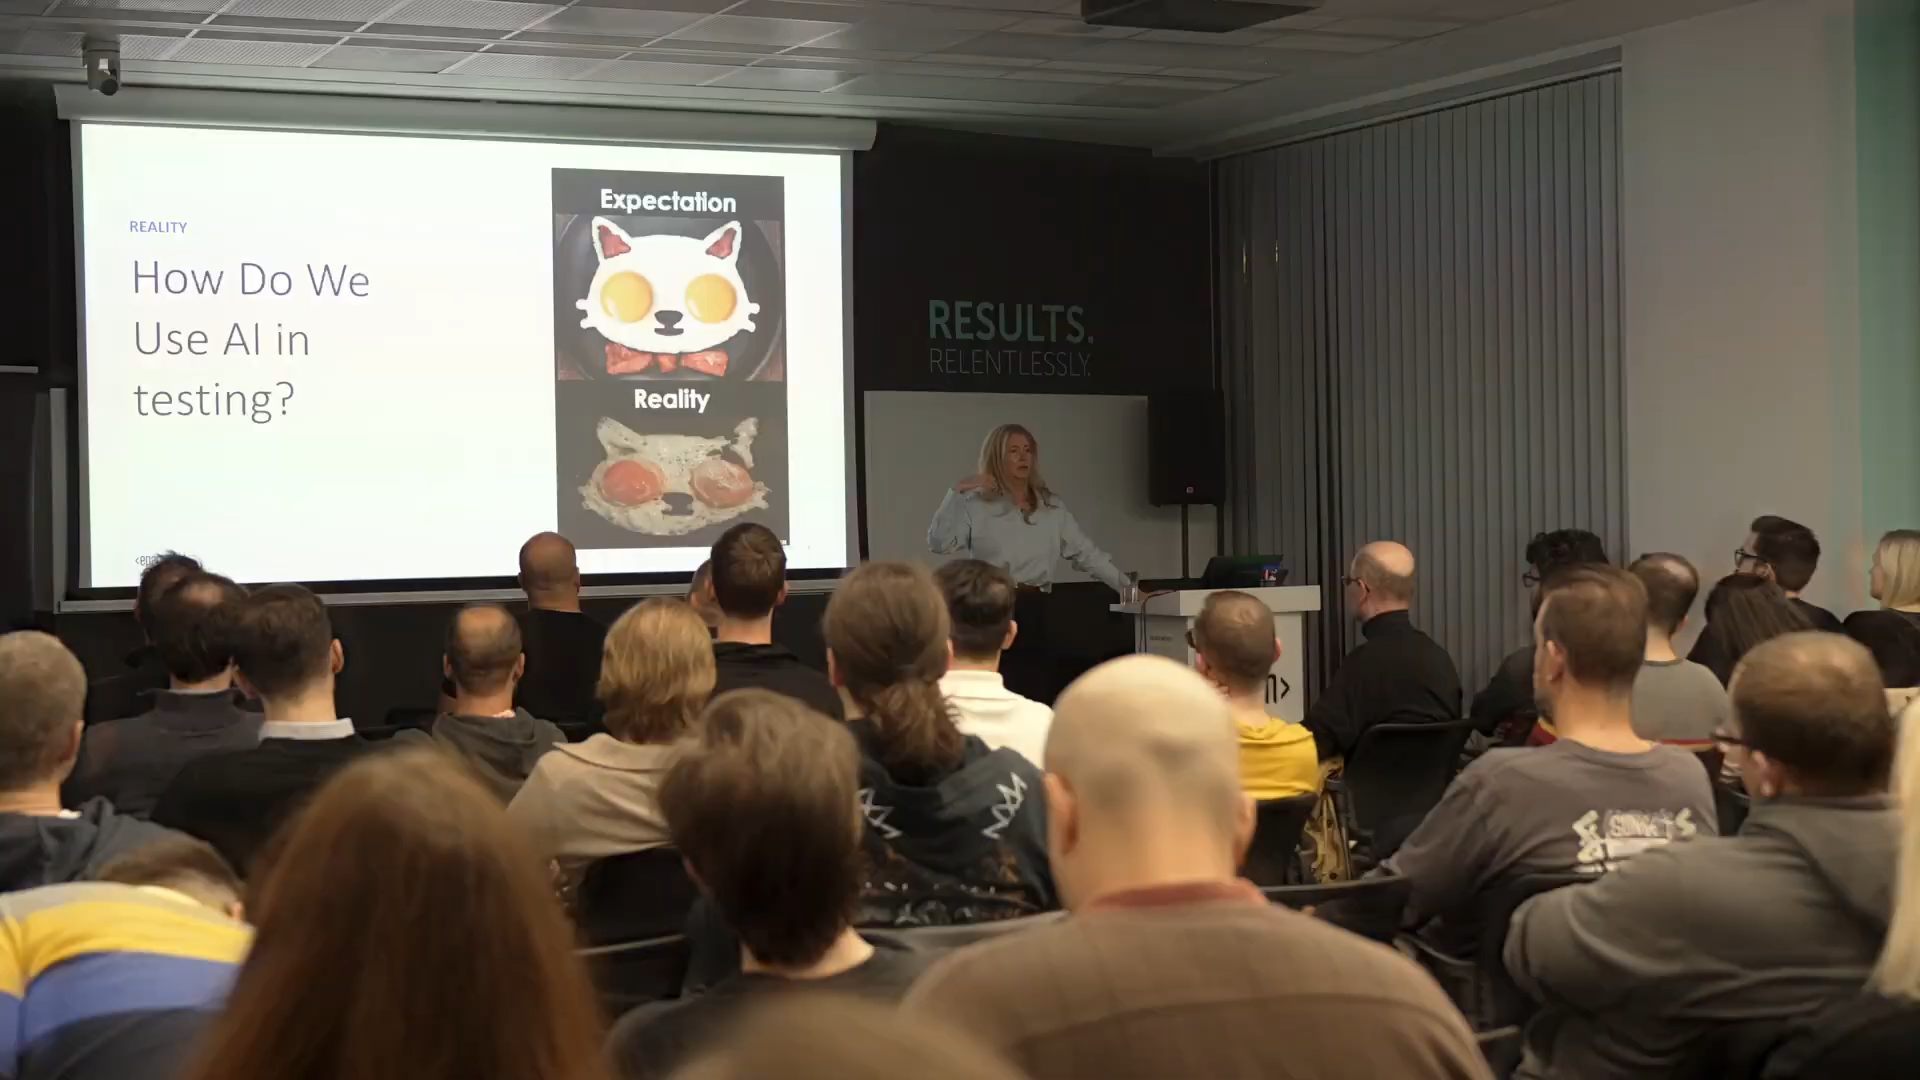 REALITY
How Do We
Use AI in
testing?
Expectation
Reality
RESULTS.
RELENTLESSLY.